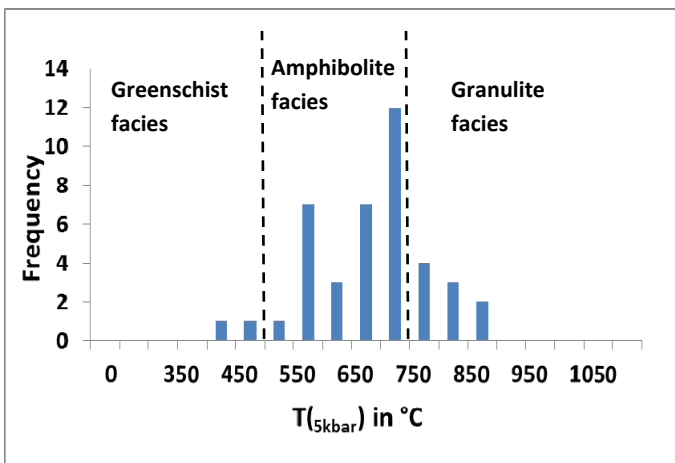 Greenschist
facies
Amphibolite
facies
Granulite
facies
14
12
10
8
6
4
2
0
Frequency
0 350 450 550 650 750 850 950 1050
T(5kbar) in °C